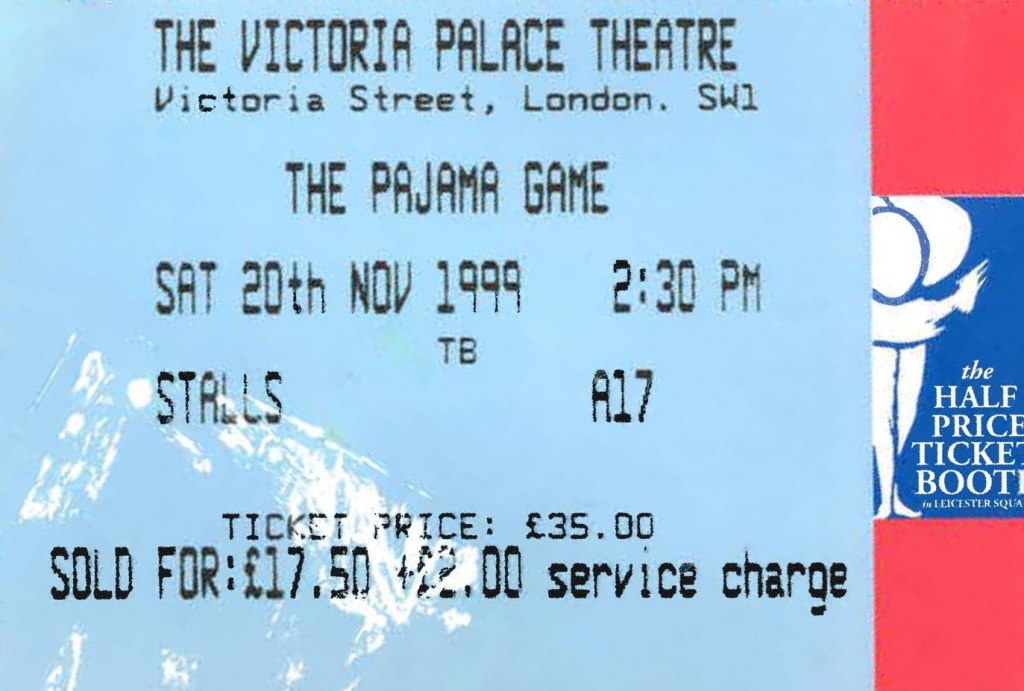 THE VICTORIA PALACE THEATRE
Victoria Street, London. SW1
THE PAJAMA GAME
SAT 20th NOV 1999 2:30 PM
TB
STALLS A17
TICKET PRICE: £35.00
SOLD FOR:£17.50 +£2.00 service charge
the
HALF
PRICE
TICKET
BOOTH
in LEICESTER SQUA